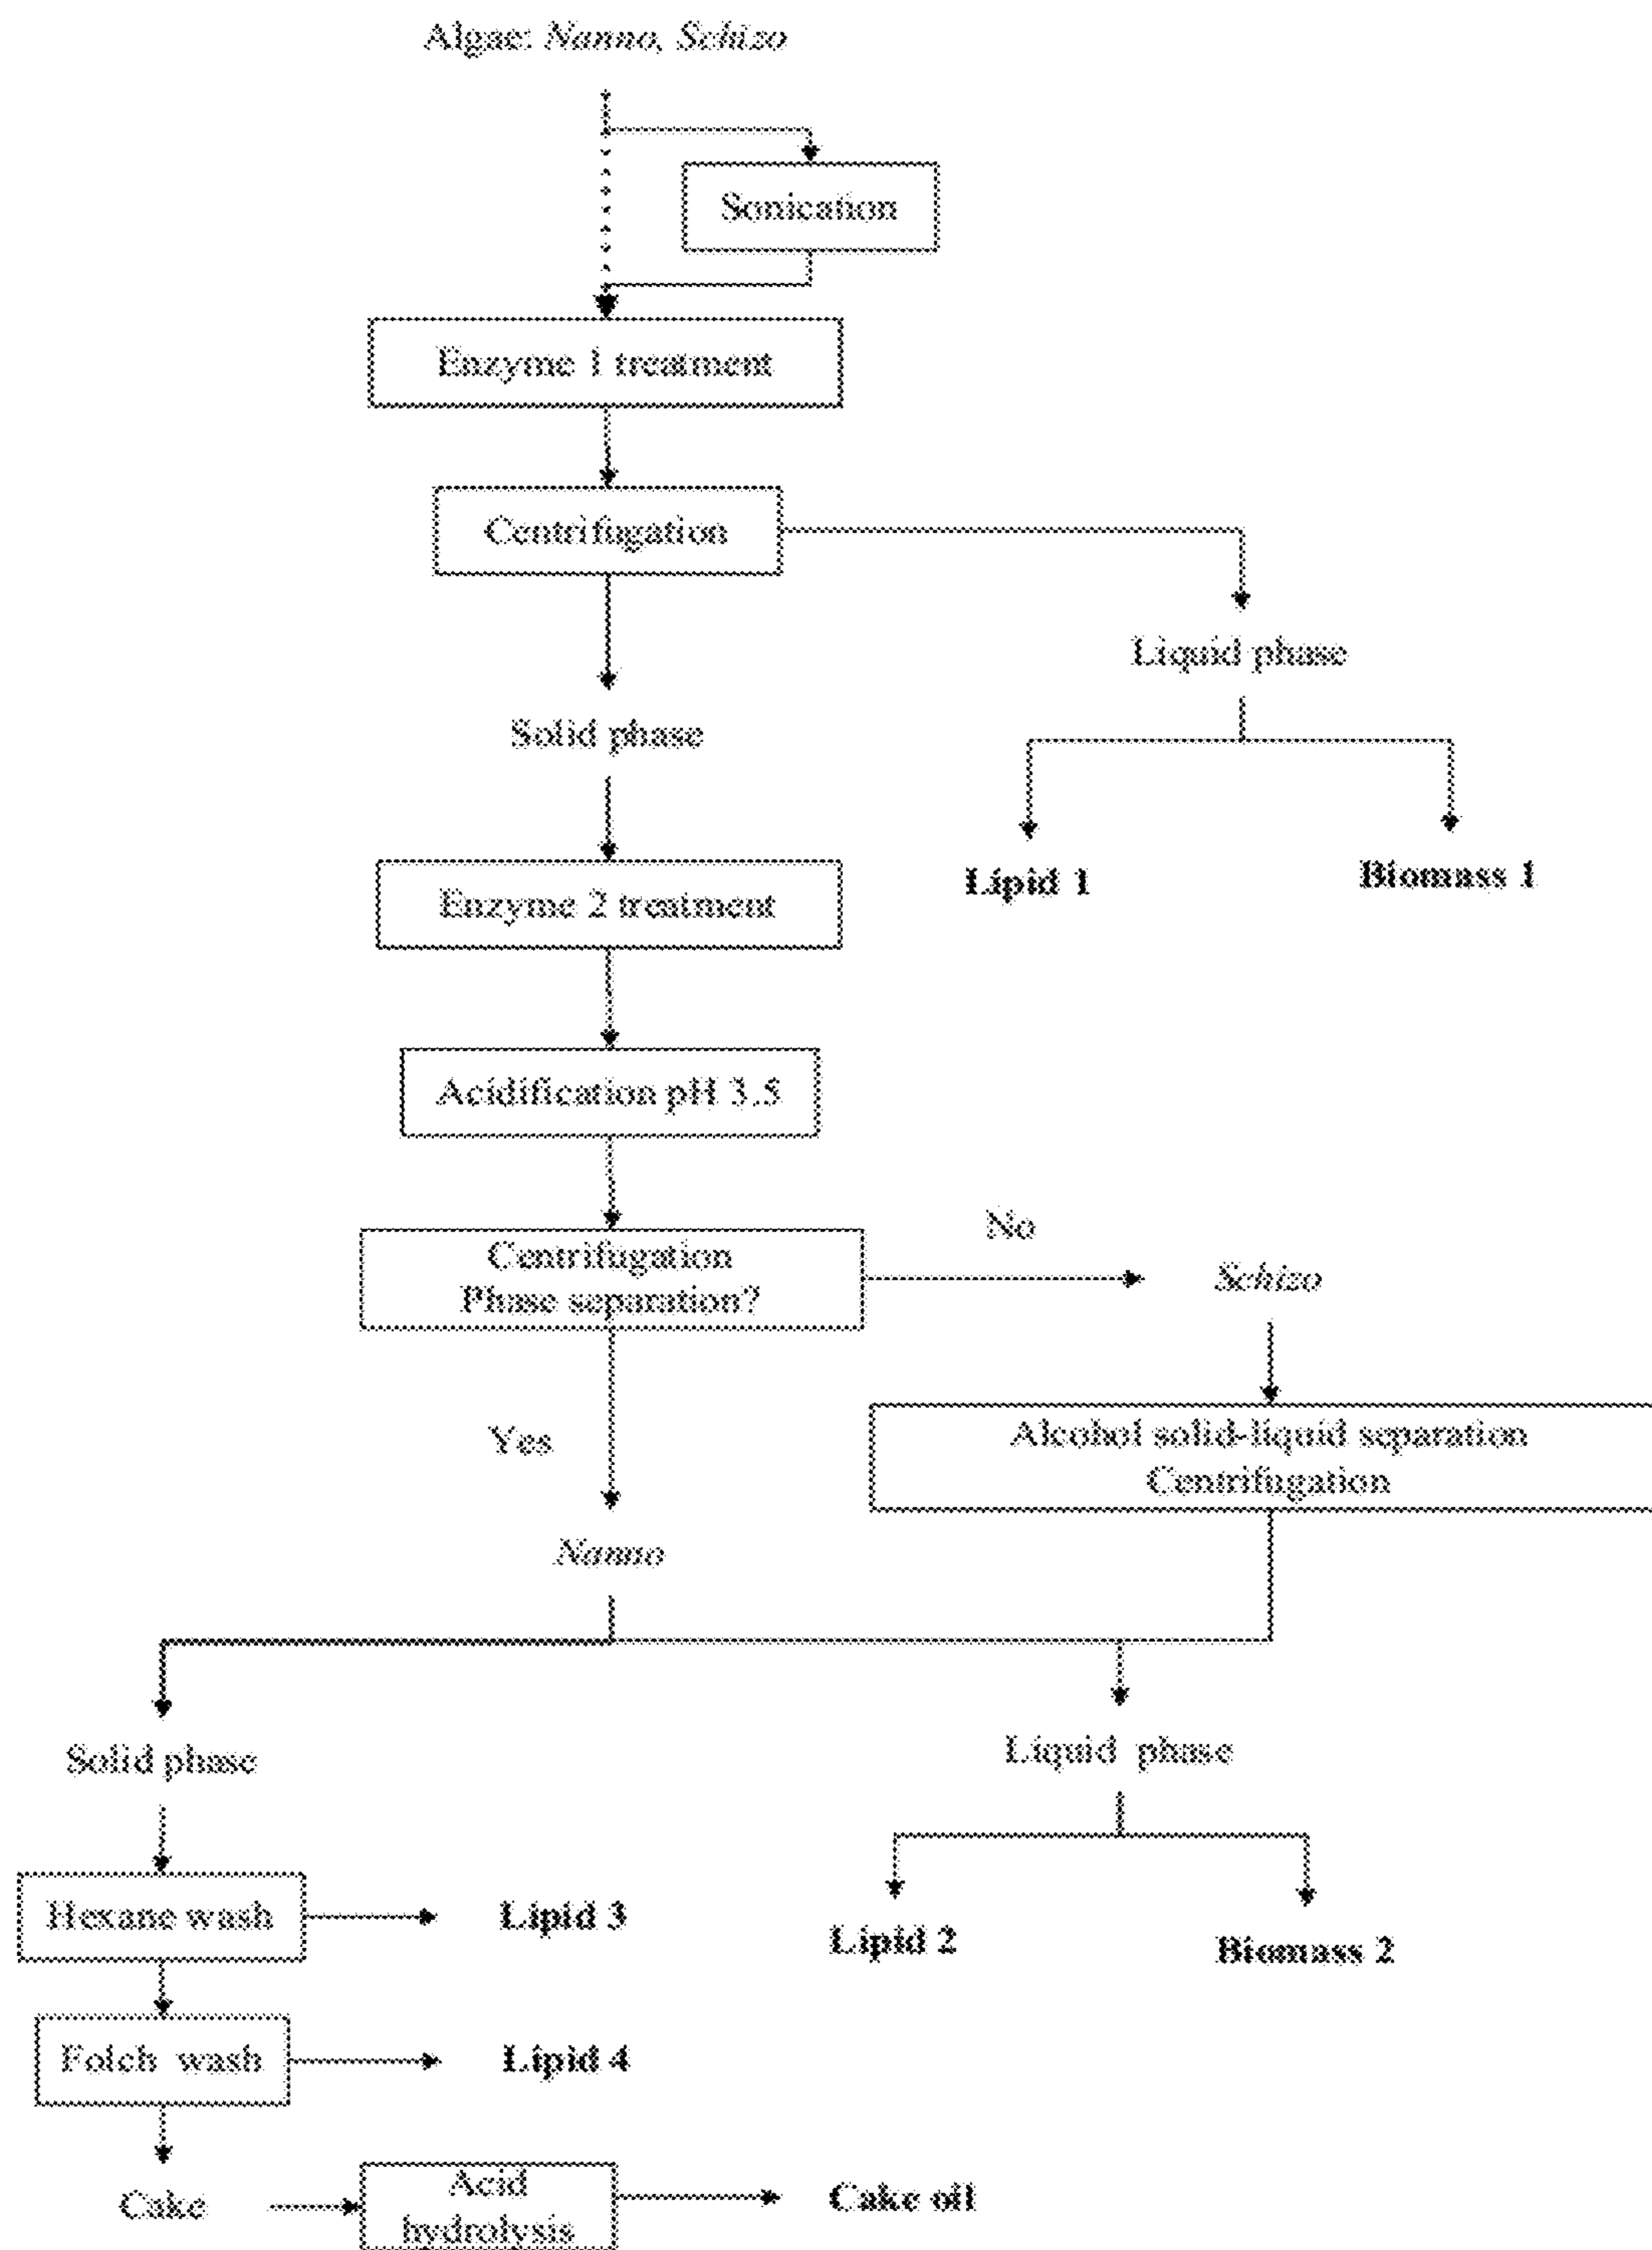 Algae: Nanno, Schizo
Sonication
Enzyme 1 treatment
Centrifugation
Liquid phase
Solid phase
Lipid 1
Biomass 1
Enzyme 2 treatment
Acidification pH 3.5
No
Centrifugation
Phase separation?
Schizo
Yes
Alcohol solid-liquid separation
Centrifugation
Nanno
Solid phase
Liquid phase
Hexane wash
Lipid 3
Lipid 2
Biomass 2
Folch wash
Lipid 4
Cake
Acid
hydrolysis
Cake oil